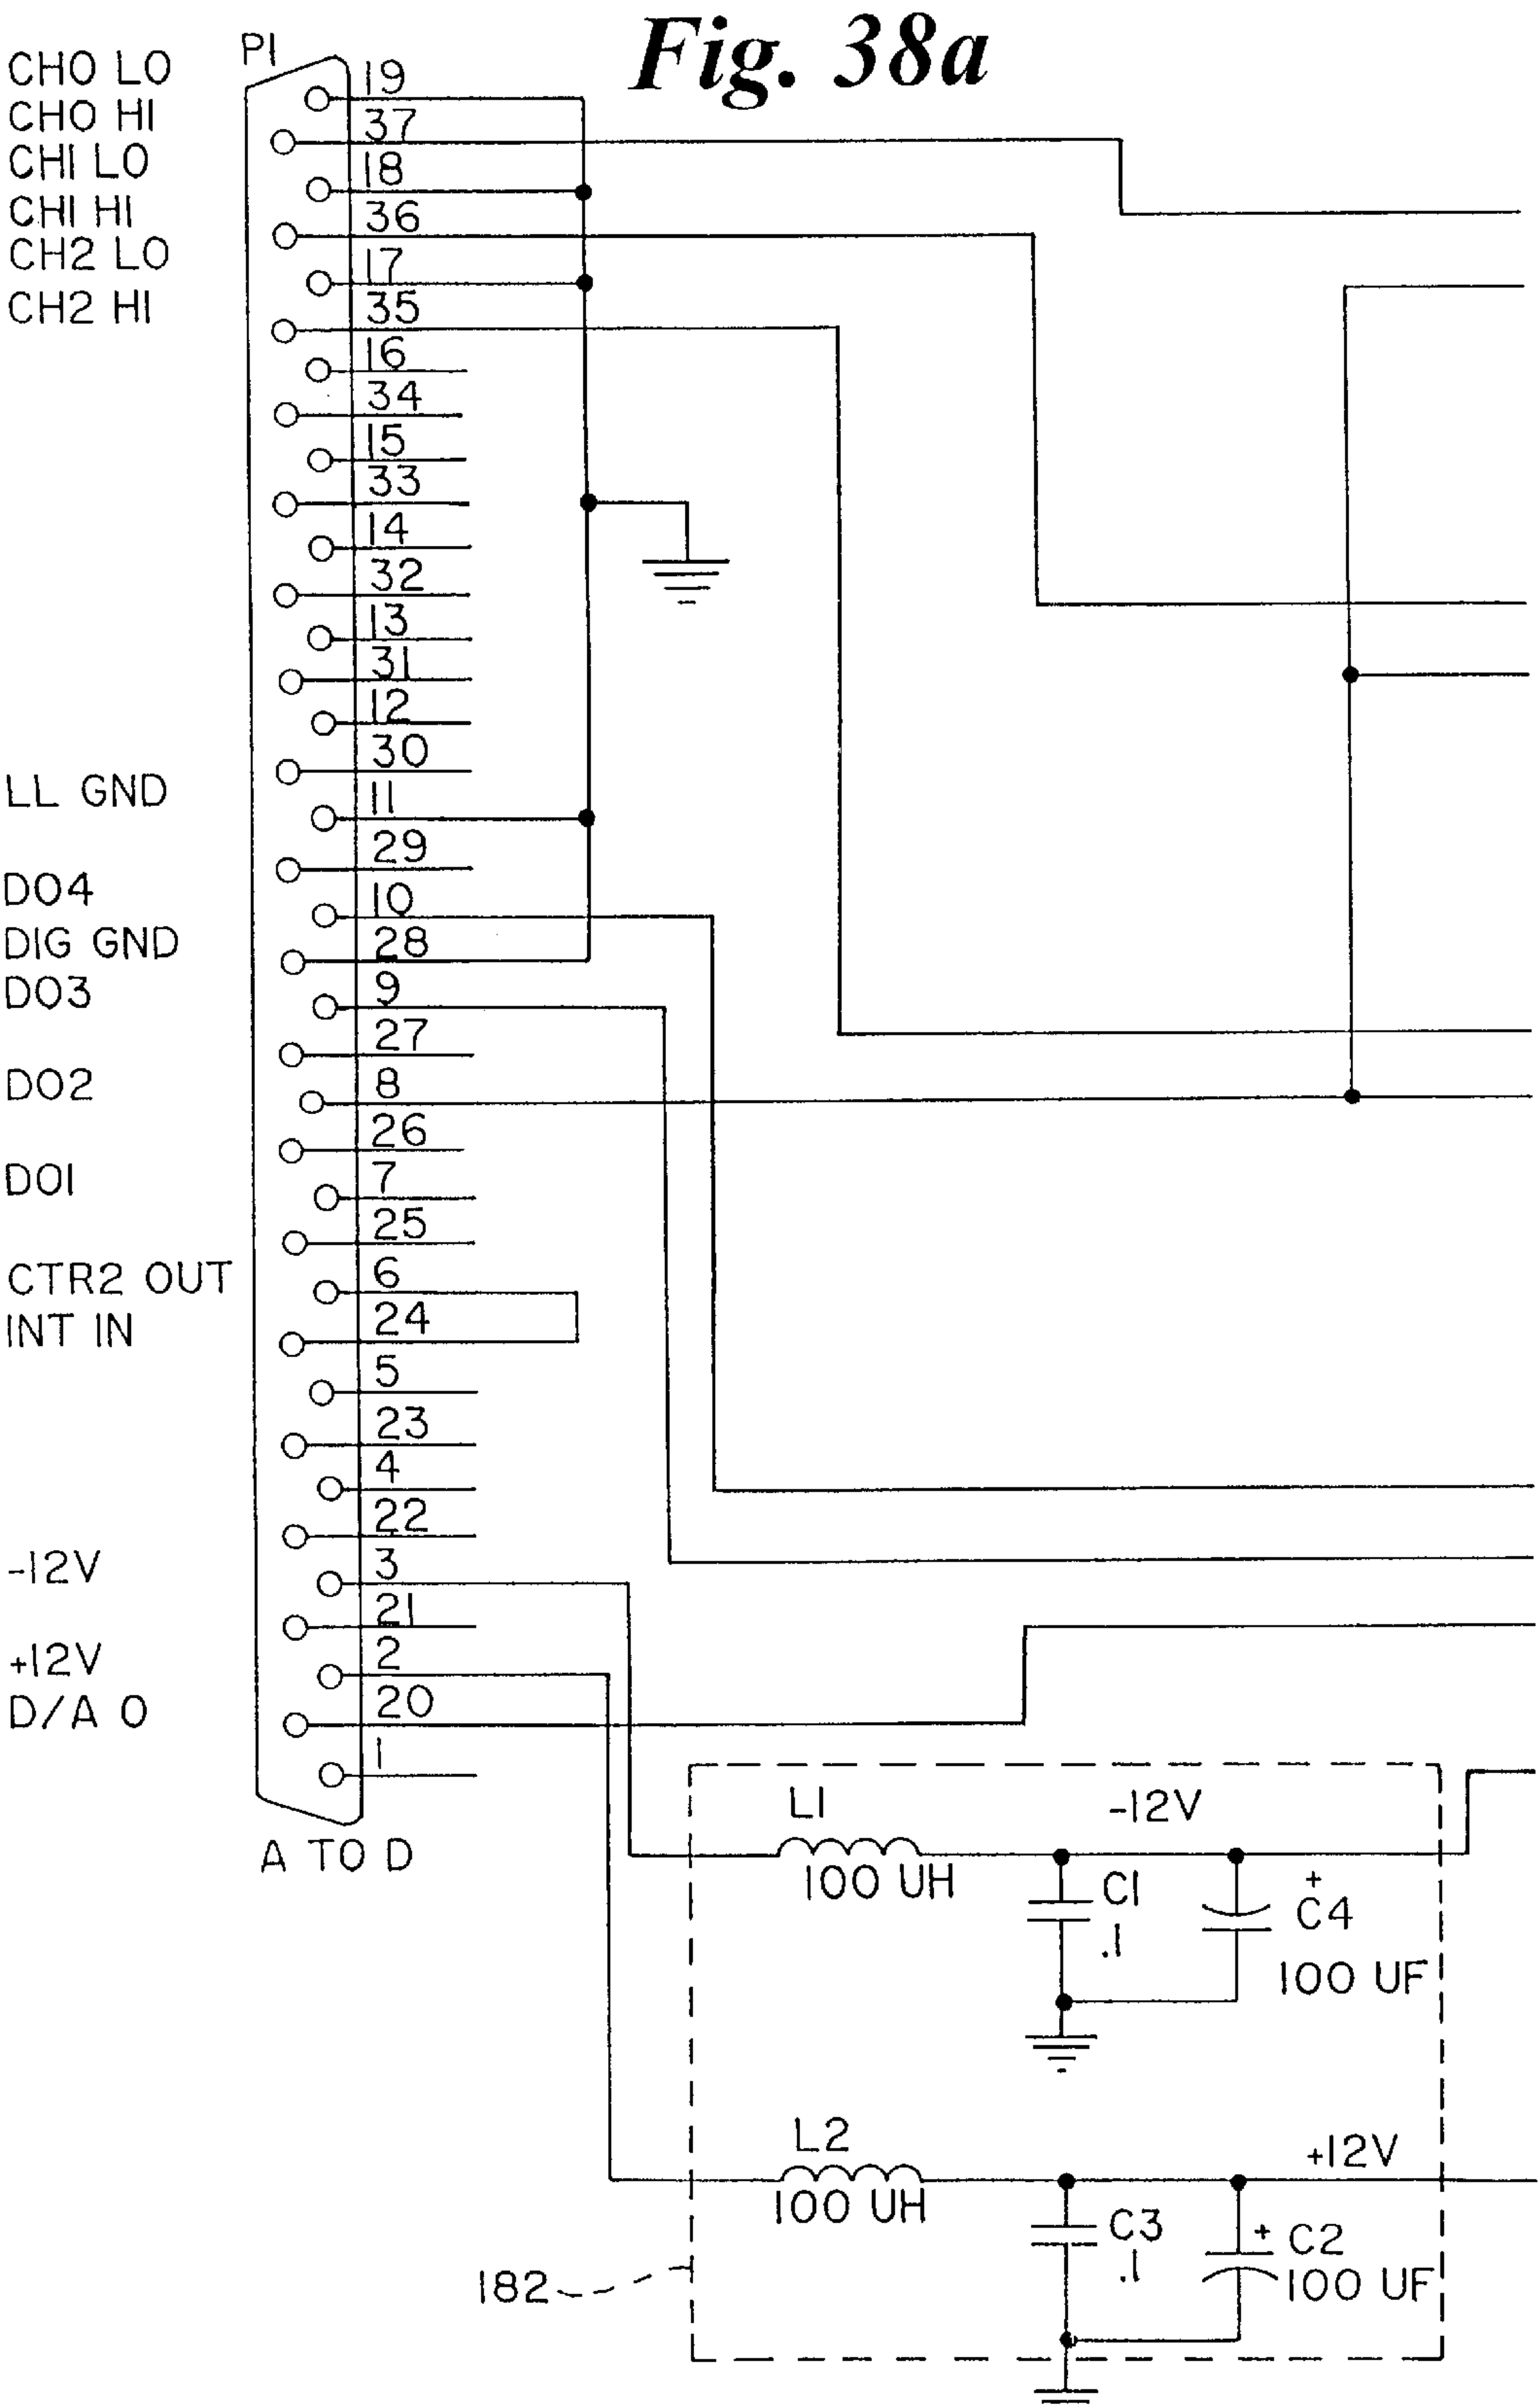 Fig. 38a
P1
CH0 LO
19
CH0 HI
37
CH1 LO
18
CH1 HI
36
CH2 LO
17
CH2 HI
35
16
34
15
33
14
32
13
31
12
30
LL GND
11
29
DO4
10
DIG GND
28
DO3
9
27
DO2
8
26
DO1
7
25
CTR2 OUT
6
INT IN
24
5
23
4
22
-12V
3
21
+12V
2
D/A 0
20
1
A TO D
L1
100 UH
-12V
C1
.1
+
C4
100 UF
L2
100 UH
+12V
C3
.1
+ C2
100 UF
182